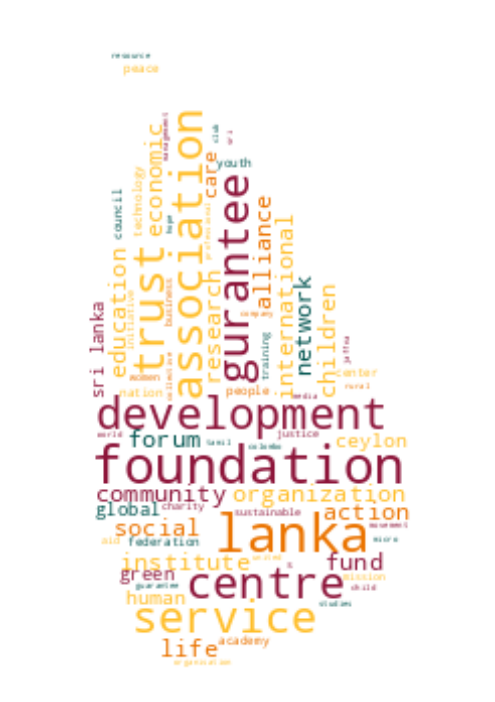 resource
peace
management
club
sri
association
economic
care
youth
technology
council
hope
professional
gurantee
alliance
trust
international
education
initiative
research
network
business
children
company
sri lanka
training
jaffna
center
women
collective
nation
people
rural
media
development
world
forum
tamil
colombo
justice
ceylon
foundation
community
organization
global
charity
sustainable
action
social
lanka
movement
aid
federation
micro
institute
united
fund
green
centre
mission
guarantee
child
human
service
studies
life
academy
organisation